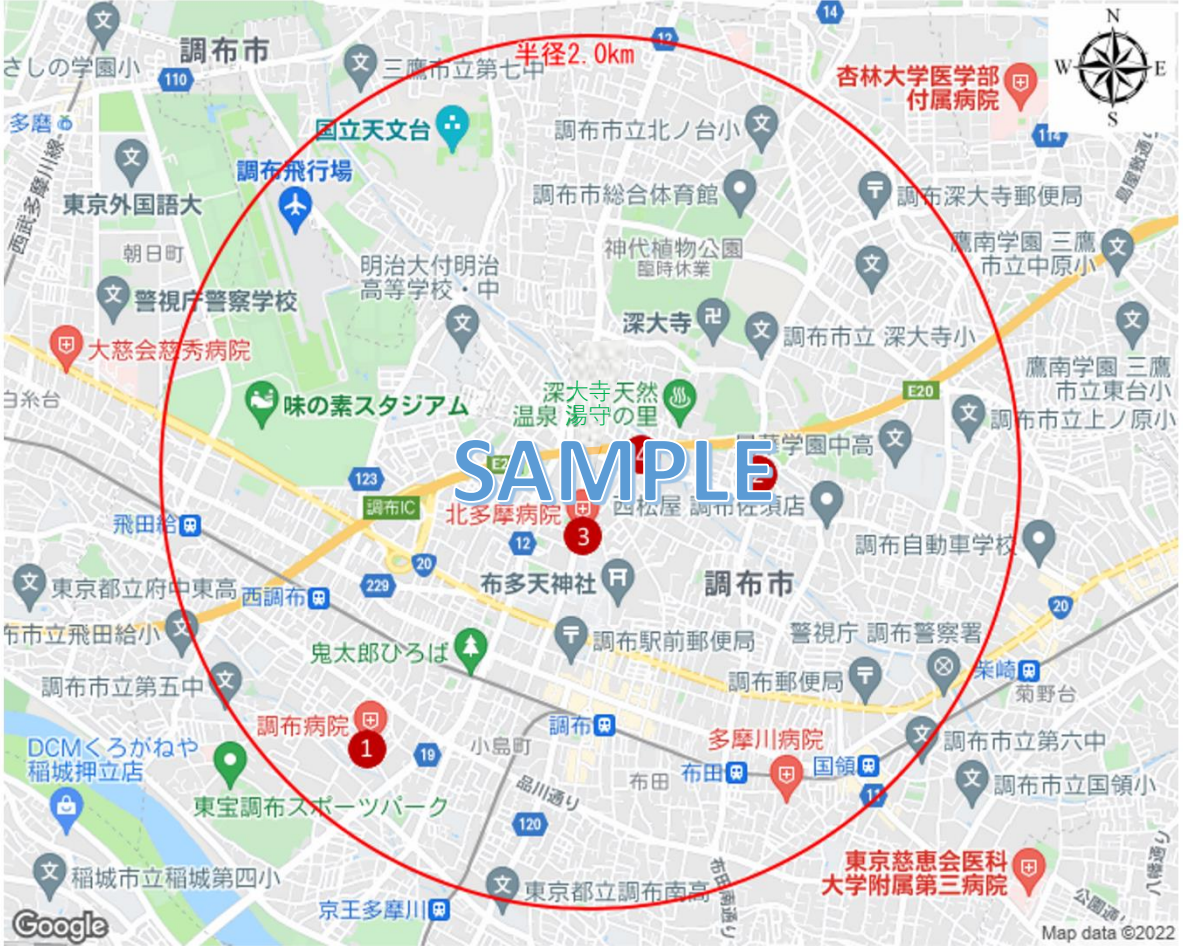 14
N
W
E
S
調布市
12
半径2.0km
さしの学園小
110
三鷹市立第七中
杏林大学医学部
付属病院
多磨
国立天文台
調布市立北ノ台小
114
西武多摩川線
調布飛行場
東京外国語大
調布市総合体育館
調布深大寺郵便局
朝日町
明治大付明治
高等学校・中
神代植物公園
臨時休業
鷹南学園 三鷹
市立中原小
警視庁警察学校
深大寺
調布市立 深大寺小
大慈会慈秀病院
鷹南学園 三鷹
市立東台小
白糸台
味の素スタジアム
深大寺天然
温泉 湯守の里
E20
調布市立上ノ原小
SAMPLE
学園中高
123
調布IC
北多摩病院
西松屋 調布佐須店
飛田給
3
12
調布自動車学校
20
東京都立府中東高
西調布
229
布多天神社
調布市
20
布市立飛田給小
鬼太郎ひろば
調布駅前郵便局
警視庁 調布警察署
調布市立第五中
調布郵便局
柴崎
菊野台
調布病院
1
19
小島町
調布
多摩川病院
調布市立第六中
DCMくろがねや
稲城押立店
布田
布田
国領
調布市立国領小
東宝調布スポーツパーク
品川通り
11
120
稲城市立稲城第四小
東京都立調布南高
東京慈恵会医科
大学附属第三病院
京王多摩川
Google
Map data ©2022